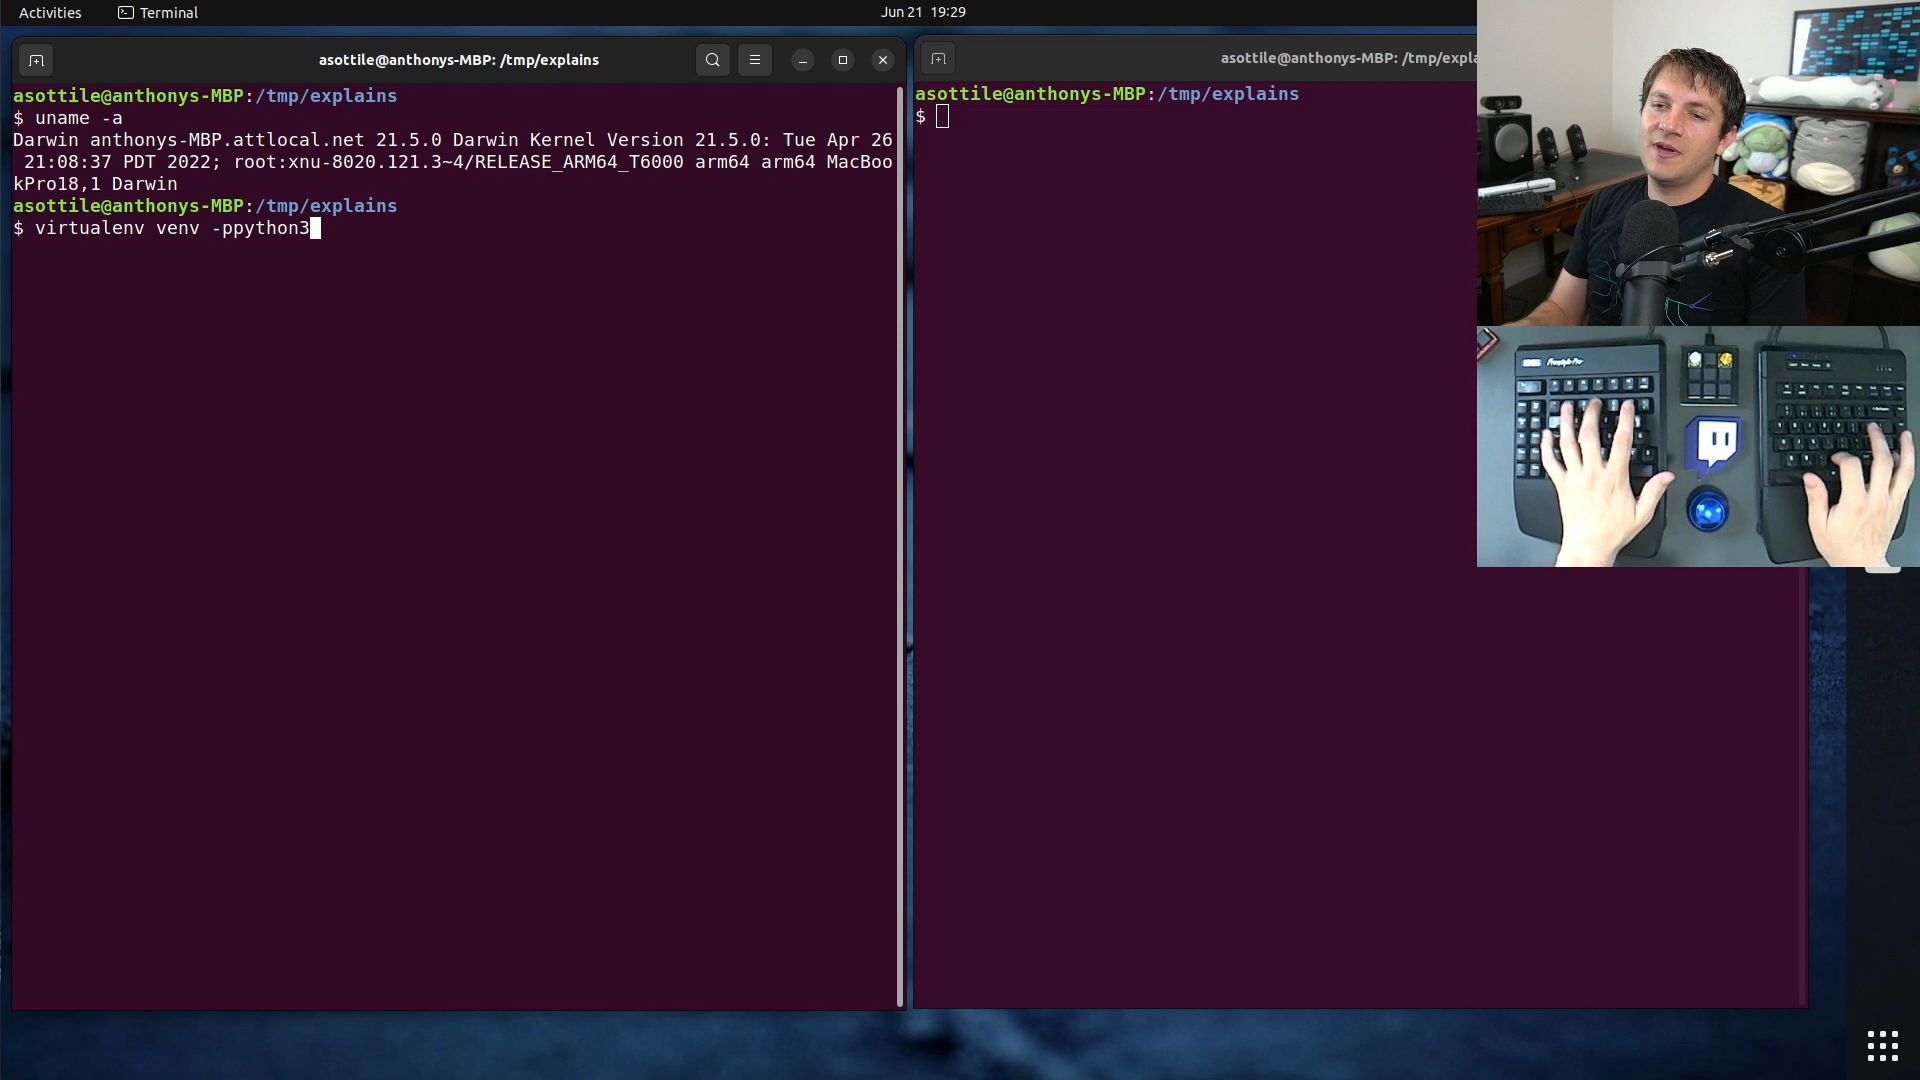 Activities
Terminal
Jun 21 19:29
asottile@anthonys-MBP: /tmp/explains
asottile@anthonys-MBP:/tmp/explains
$ uname -a
Darwin anthonys-MBP.attlocal.net 21.5.0 Darwin Kernel Version 21.5.0: Tue Apr 26
21:08:37 PDT 2022; root:xnu-8020.121.3~4/RELEASE_ARM64_T6000 arm64 arm64 MacBoo
kPro18,1 Darwin
asottile@anthonys-MBP:/tmp/explains
$ virtualenv venv -ppython3
asottile@anthonys-MBP: /tmp/expla
asottile@anthonys-MBP:/tmp/explains
$
Freestyle Pro